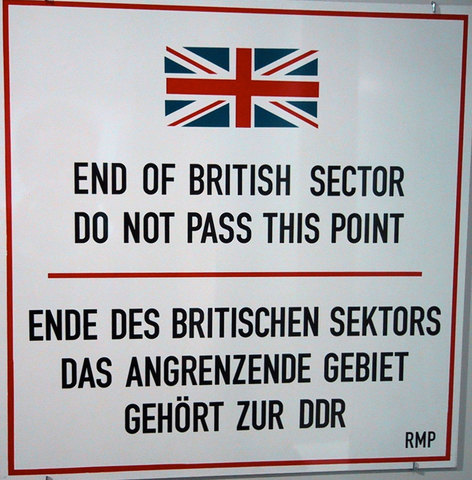 END OF BRITISH SECTOR
DO NOT PASS THIS POINT
ENDE DES BRITISCHEN SEKTORS
DAS ANGRENZENDE GEBIET
GEHÖRT ZUR DDR
RMP